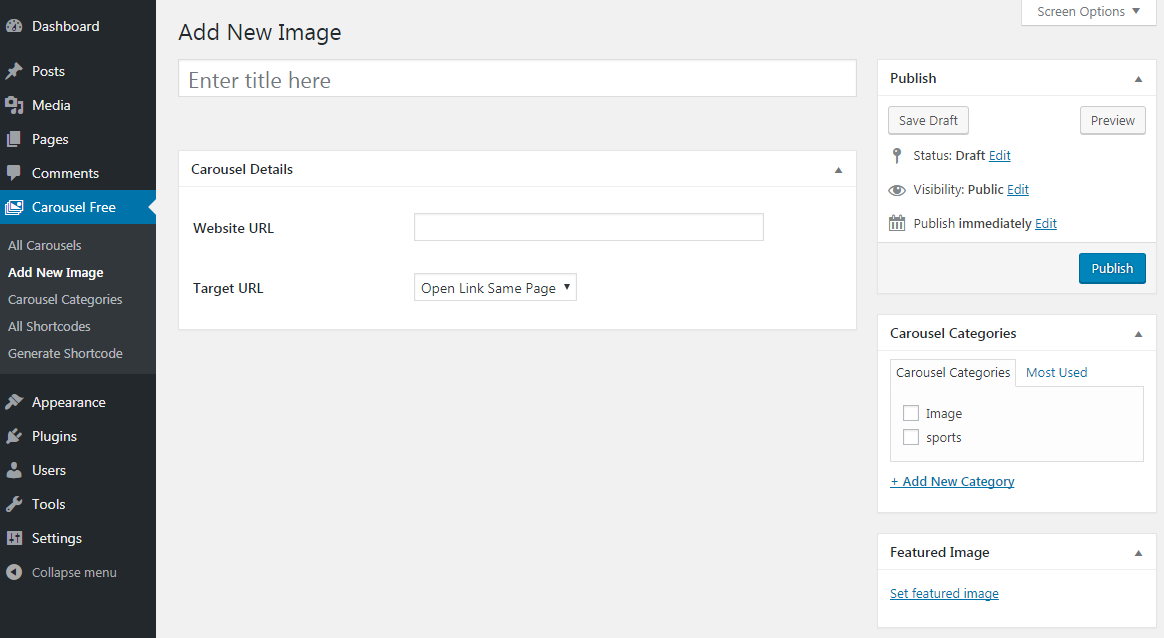 Dashboard
Posts
Media
Pages
Comments
Carousel Free
All Carousels
Add New Image
Carousel Categories
All Shortcodes
Generate Shortcode
Appearance
Plugins
Users
Tools
Settings
Collapse menu
Screen Options
Add New Image
Enter title here
Carousel Details
Website URL
Target URL
Open Link Same Page
Publish
Save Draft
Preview
Status: Draft Edit
Visibility: Public Edit
Publish immediately Edit
Publish
Carousel Categories
Carousel Categories
Most Used
Image
sports
+ Add New Category
Featured Image
Set featured image